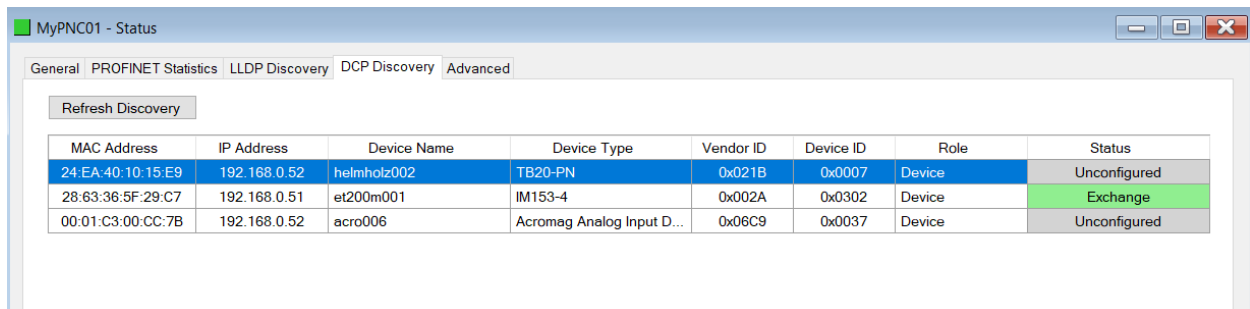 MyPNC01 - Status
General PROFINET Statistics LLDP Discovery DCP Discovery Advanced
Refresh Discovery
MAC Address IP Address Device Name Device Type Vendor ID Device ID Role Status
24:EA:40:10:15:E9 192.168.0.52 helmholz002 TB20-PN 0x021B 0x0007 Device Unconfigured
28:63:36:5F:29:C7 192.168.0.51 et200m001 IM153-4 0x002A 0x0302 Device Exchange
00:01:C3:00:CC:7B 192.168.0.52 acro006 Acromag Analog Input D... 0x06C9 0x0037 Device Unconfigured